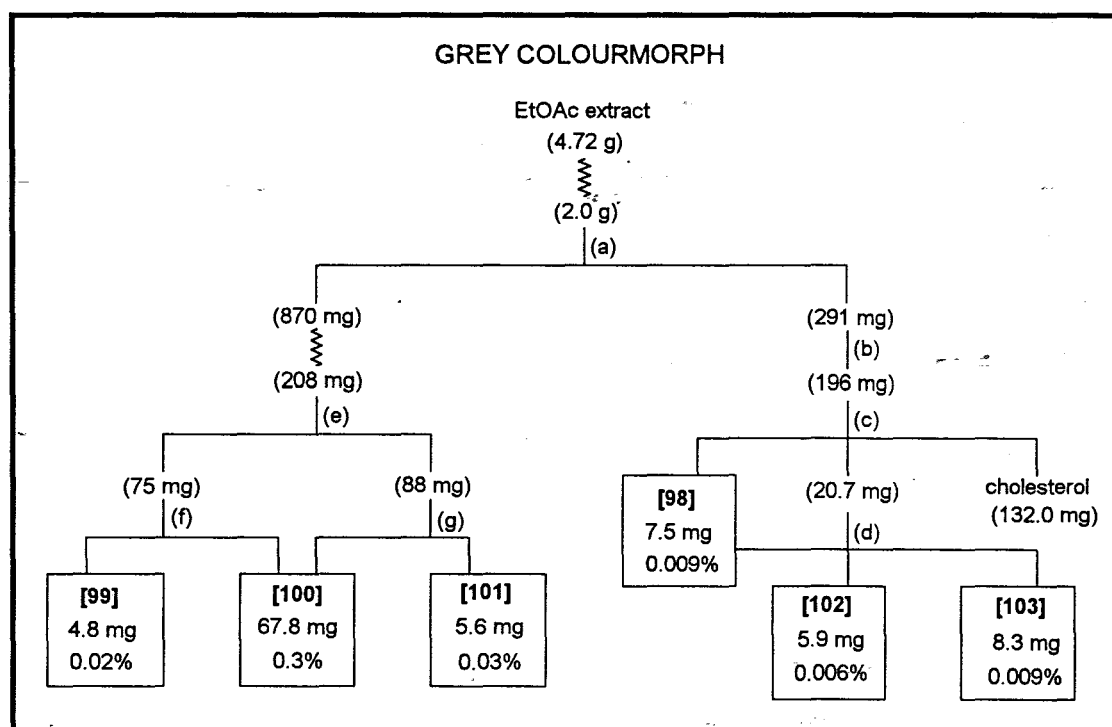 GREY COLOURMORPH
EtOAc extract
(4.72 g)
(2.0 g)
(a)
(870 mg)
(291 mg)
(b)
(208 mg)
(196 mg)
(e)
(c)
(75 mg)
(88 mg)
[98]
7.5 mg
0.009%
(20.7 mg)
cholesterol
(132.0 mg)
(f)
(g)
(d)
[99]
4.8 mg
0.02%
[100]
67.8 mg
0.3%
[101]
5.6 mg
0.03%
[102]
5.9 mg
0.006%
[103]
8.3 mg
0.009%